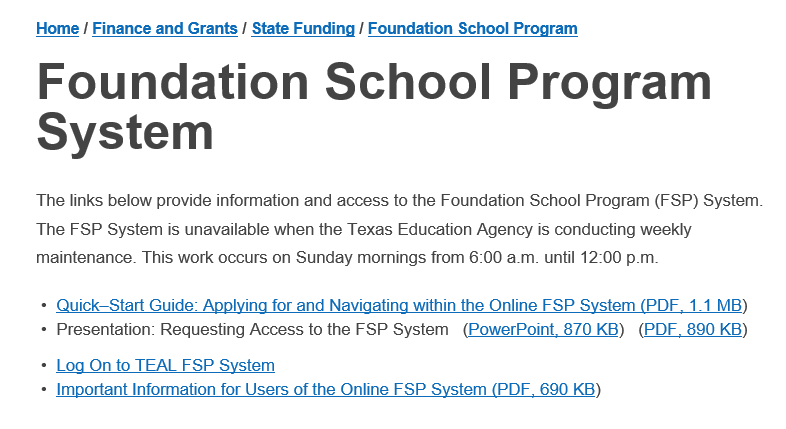 Home / Finance and Grants / State Funding / Foundation School Program
Foundation School Program
System
The links below provide information and access to the Foundation School Program (FSP) System.
The FSP System is unavailable when the Texas Education Agency is conducting weekly
maintenance. This work occurs on Sunday mornings from 6:00 a.m. until 12:00 p.m.
• Quick–Start Guide: Applying for and Navigating within the Online FSP System (PDF, 1.1 MB)
• Presentation: Requesting Access to the FSP System (PowerPoint, 870 KB) (PDF, 890 KB)
• Log On to TEAL FSP System
• Important Information for Users of the Online FSP System (PDF, 690 KB)